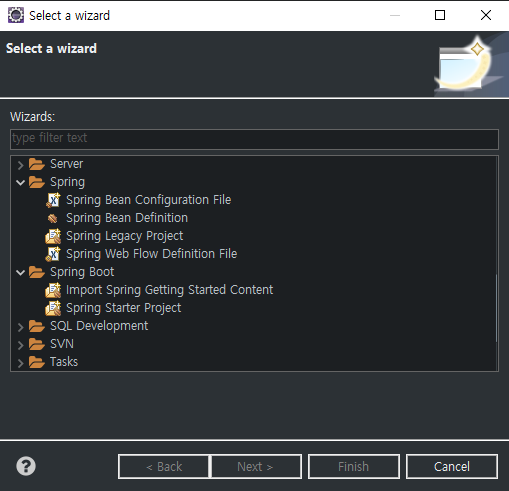 Select a wizard
Select a wizard
Wizards:
type filter text
Server
Spring
Spring Bean Configuration File
Spring Bean Definition
Spring Legacy Project
Spring Web Flow Definition File
Spring Boot
Import Spring Getting Started Content
Spring Starter Project
SQL Development
SVN
Tasks
< Back
Next >
Finish
Cancel